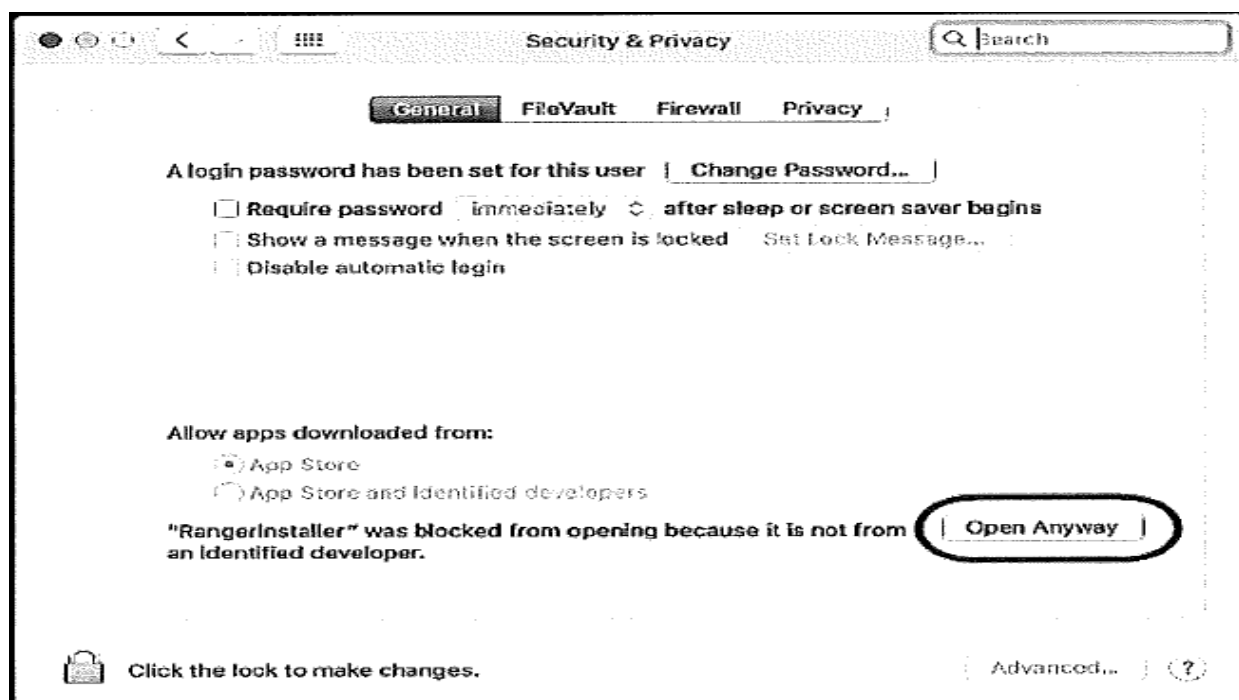 Security & Privacy
Search
General FileVault Firewall Privacy
A login password has been set for this user Change Password...
Require password immediately after sleep or screen saver begins
Show a message when the screen is locked Set Lock Message...
Disable automatic login
Allow apps downloaded from:
App Store
App Store and identified developers
"RangerInstaller" was blocked from opening because it is not from
an identified developer.
Open Anyway
Click the lock to make changes.
Advanced... ?